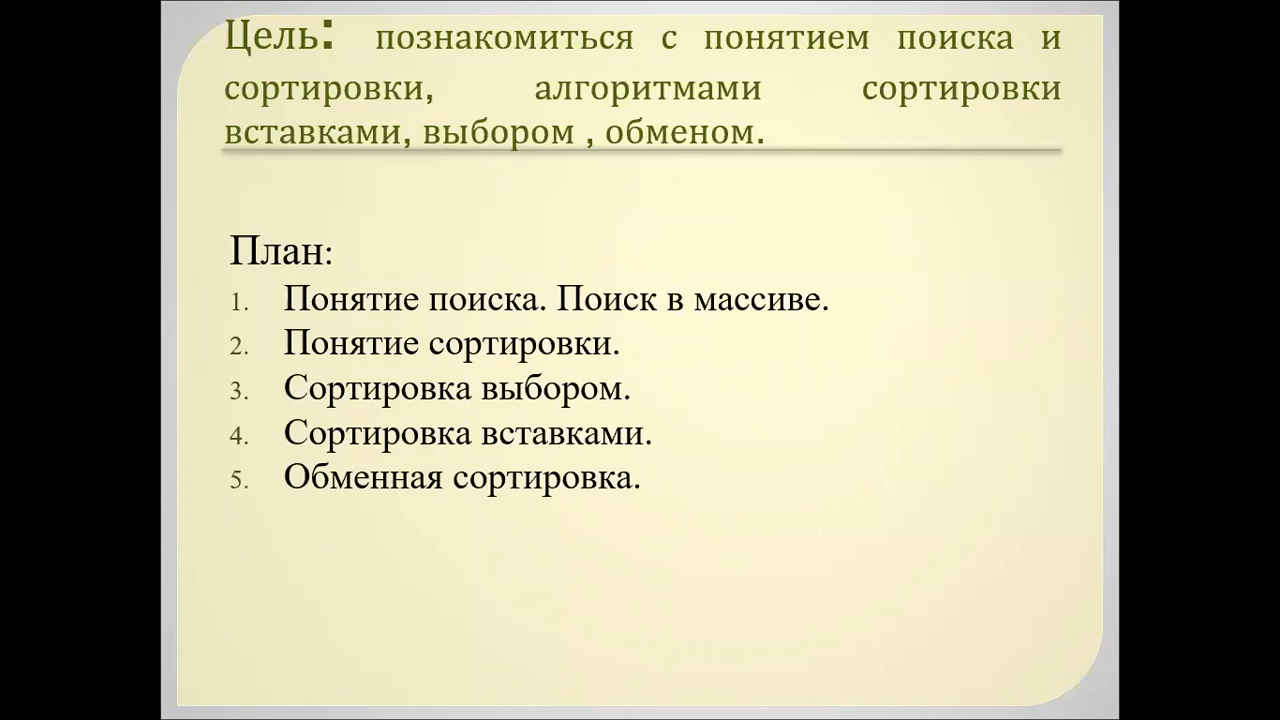 Цель: познакомиться с понятием поиска и
сортировки, алгоритмами сортировки
вставками, выбором , обменом.
План:
1. Понятие поиска. Поиск в массиве.
2. Понятие сортировки.
3. Сортировка выбором.
4. Сортировка вставками.
5. Обменная сортировка.